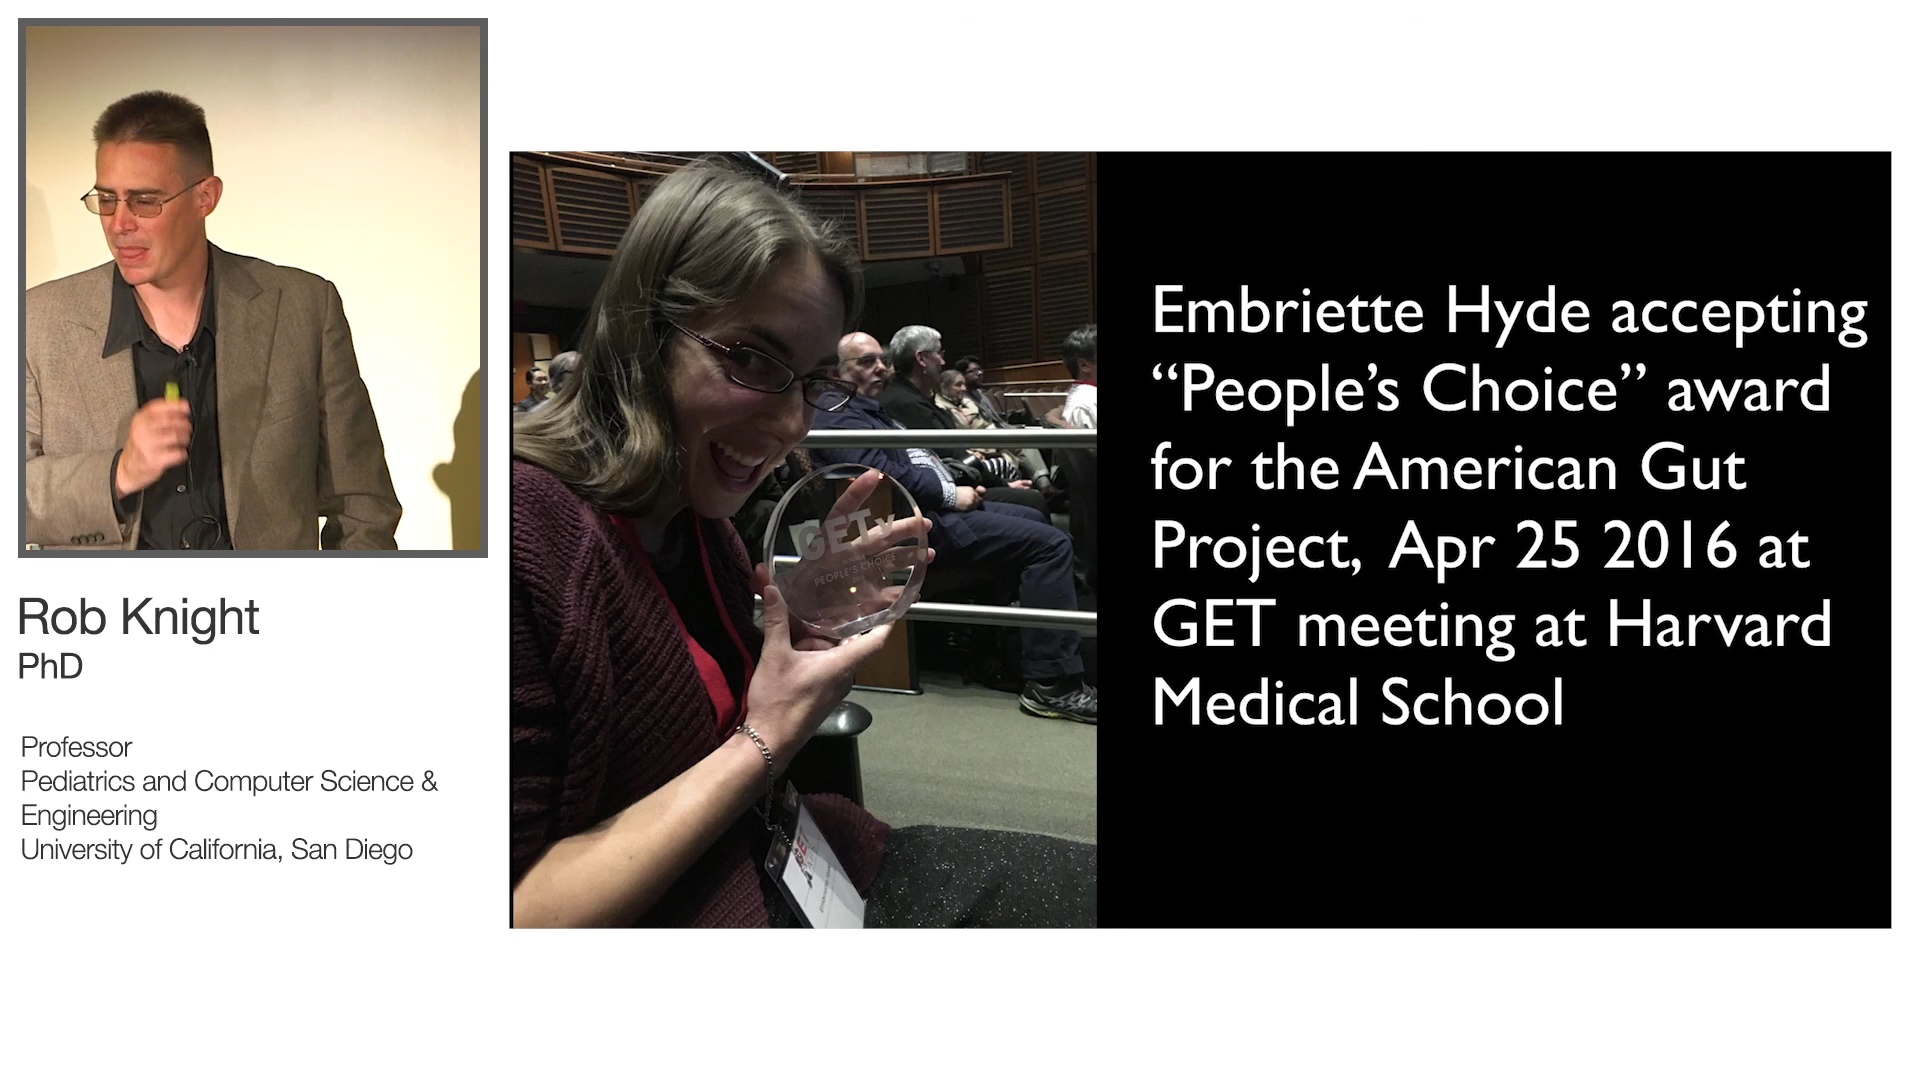 Rob Knight
PhD
Professor
Pediatrics and Computer Science &
Engineering
University of California, San Diego
GETy
PEOPLE'S CHOICE
Embriette Hyde accepting
“People’s Choice” award
for the American Gut
Project, Apr 25 2016 at
GET meeting at Harvard
Medical School